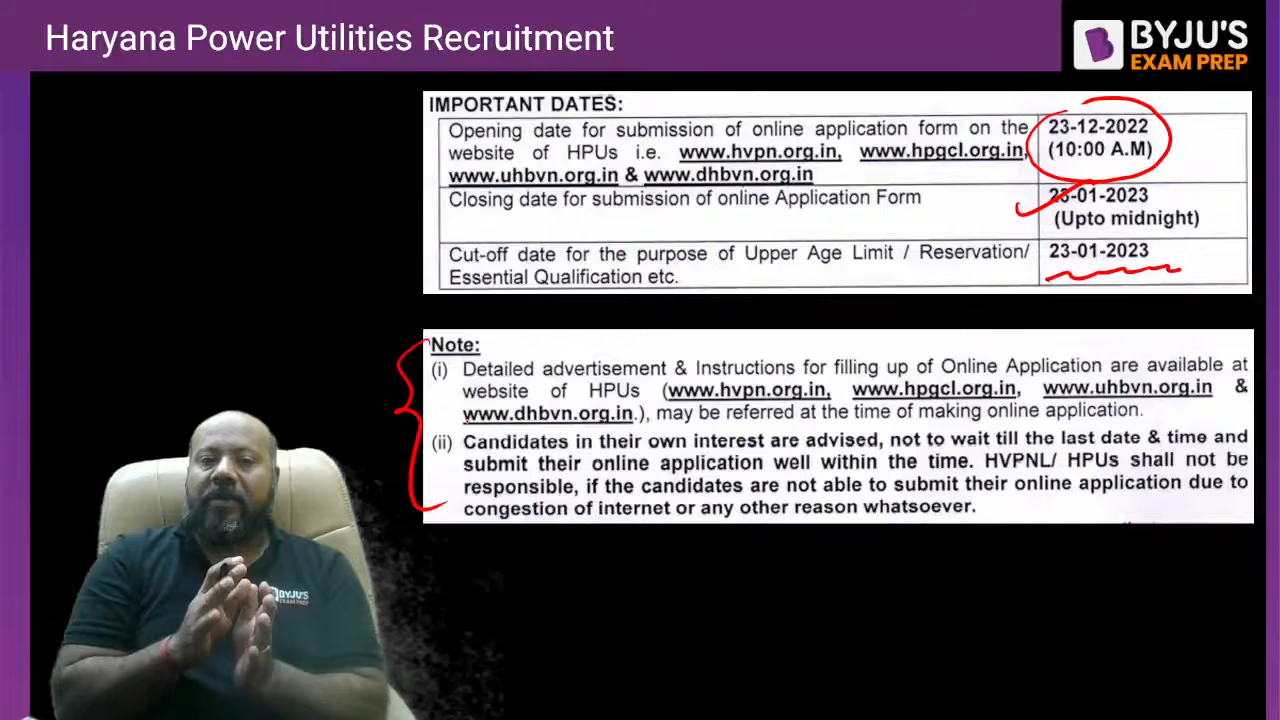 Haryana Power Utilities Recruitment
BYJU'S
EXAM PREP
IMPORTANT DATES:
Opening date for submission of online application form on the
website of HPUs i.e. www.hvpn.org.in, www.hpgcl.org.in,
www.uhbvn.org.in & www.dhbvn.org.in
23-12-2022
(10:00 A.M)
Closing date for submission of online Application Form
23-01-2023
(Upto midnight)
Cut-off date for the purpose of Upper Age Limit / Reservation/
Essential Qualification etc.
23-01-2023
Note:
(i) Detailed advertisement & Instructions for filling up of Online Application are available at
website of HPUs (www.hvpn.org.in, www.hpgcl.org.in, www.uhbvn.org.in &
www.dhbvn.org.in.), may be referred at the time of making online application.
(ii) Candidates in their own interest are advised, not to wait till the last date & time and
submit their online application well within the time. HVPNL/ HPUs shall not be
responsible, if the candidates are not able to submit their online application due to
congestion of internet or any other reason whatsoever.
BYJU'S
EXAM PREP